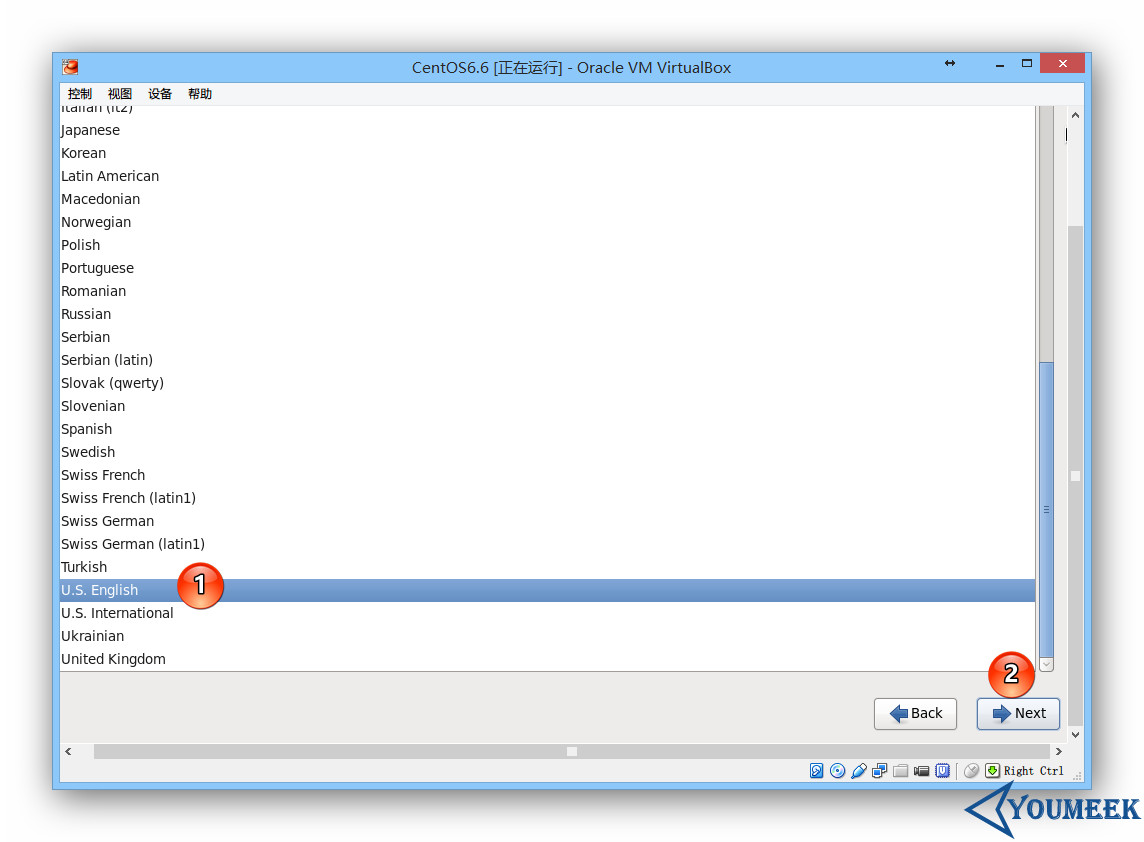 CentOS6.6 [正在运行] - Oracle VM VirtualBox
控制 视图 设备 帮助
Italian (it2)
Japanese
Korean
Latin American
Macedonian
Norwegian
Polish
Portuguese
Romanian
Russian
Serbian
Serbian (latin)
Slovak (qwerty)
Slovenian
Spanish
Swedish
Swiss French
Swiss French (latin1)
Swiss German
Swiss German (latin1)
Turkish
U.S. English 1
U.S. International
Ukrainian
United Kingdom
2
Back Next
Right Ctrl
YOUMEEK